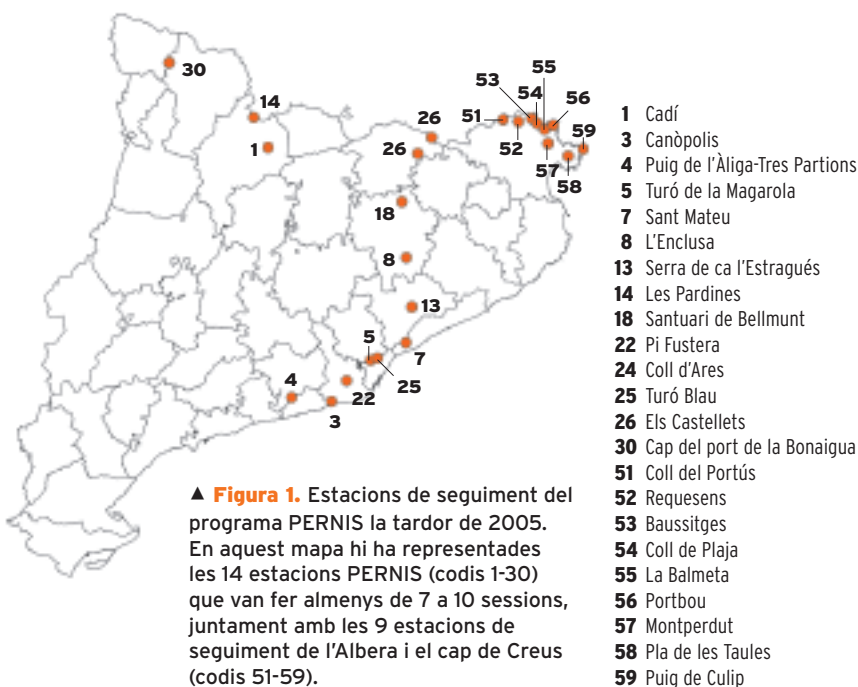 30
14
1
26
26
18
8
13
7
5
25
22
4
3
51
52
53
54
55
56
57
58
59
1 Cadí
3 Canòpolis
4 Puig de l'Àliga-Tres Partions
5 Turó de la Magarola
7 Sant Mateu
8 L'Enclusa
13 Serra de ca l'Estragués
14 Les Pardines
18 Santuari de Bellmunt
22 Pi Fustera
24 Coll d'Ares
25 Turó Blau
26 Els Castellets
30 Cap del port de la Bonaigua
51 Coll del Portús
52 Requesens
53 Baussitges
54 Coll de Plaja
55 La Balmeta
56 Portbou
57 Montperdut
58 Pla de les Taules
59 Puig de Culip
▲ Figura 1. Estacions de seguiment del
programa PERNIS la tardor de 2005.
En aquest mapa hi ha representades
les 14 estacions PERNIS (codis 1-30)
que van fer almenys de 7 a 10 sessions,
juntament amb les 9 estacions de
seguiment de l'Albera i el cap de Creus
(codis 51-59).